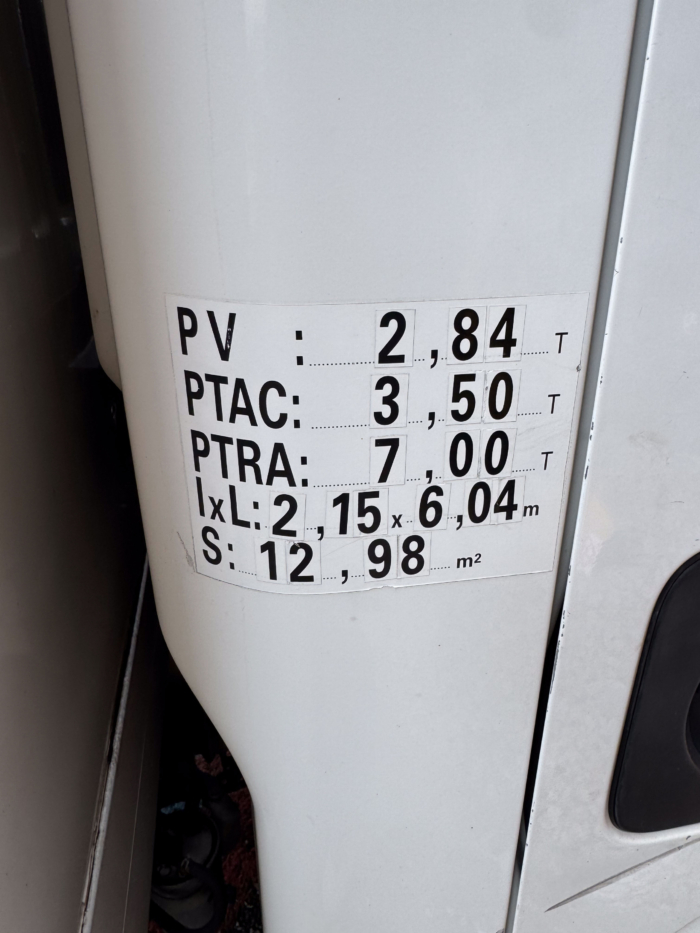 PV : 2,84 T
PTAC: 3,50 T
PTRA: 7,00 T
lxL: 2,15 x 6,04 m
S: 12,98 m²